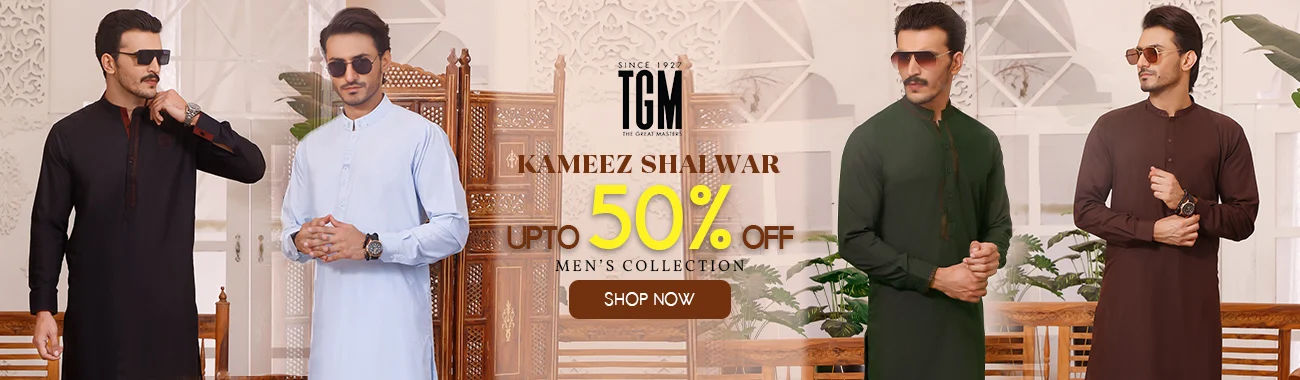 SINCE 1927
TGM
THE GREAT MASTERS
KAMEEZ SHALWAR
UPTO 50% OFF
MEN'S COLLECTION
SHOP NOW